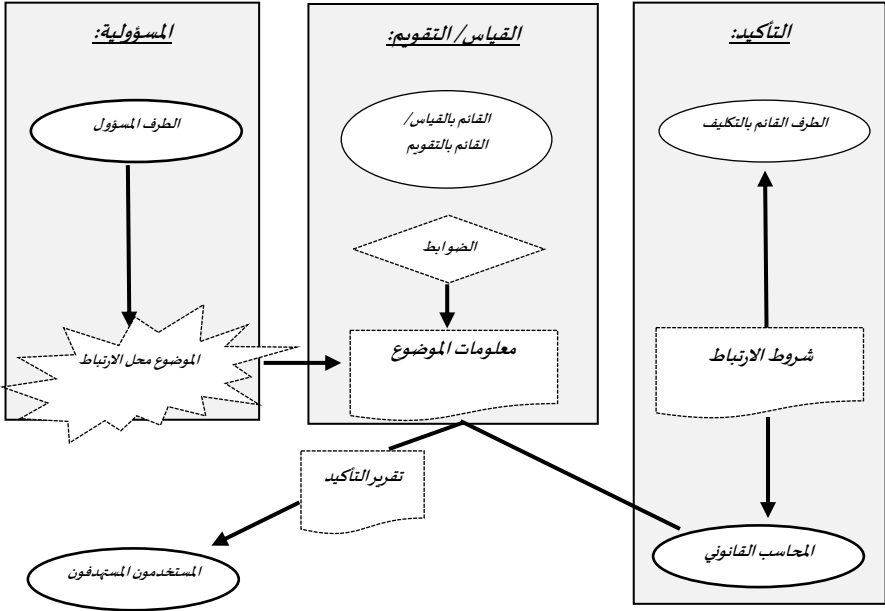 التأكيد:
القياس/ التقويم:
المسؤولية:
الطرف القائم بالتكليف
القائم بالقياس/
القائم بالتقويم
الطرف المسؤول
الضوابط
شروط الارتباط
معلومات الموضوع
الموضوع محل الارتباط
تقرير التأكيد
المحاسب القانوني
المستخدمون المستهدفون